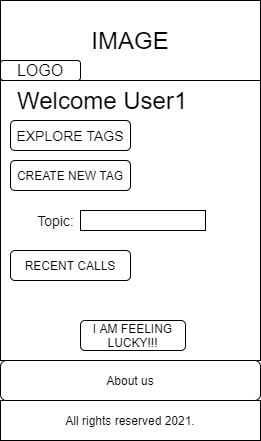 IMAGE
LOGO
Welcome User1
EXPLORE TAGS
CREATE NEW TAG
Topic:
RECENT CALLS
I AM FEELING
LUCKY!!!
About us
All rights reserved 2021.